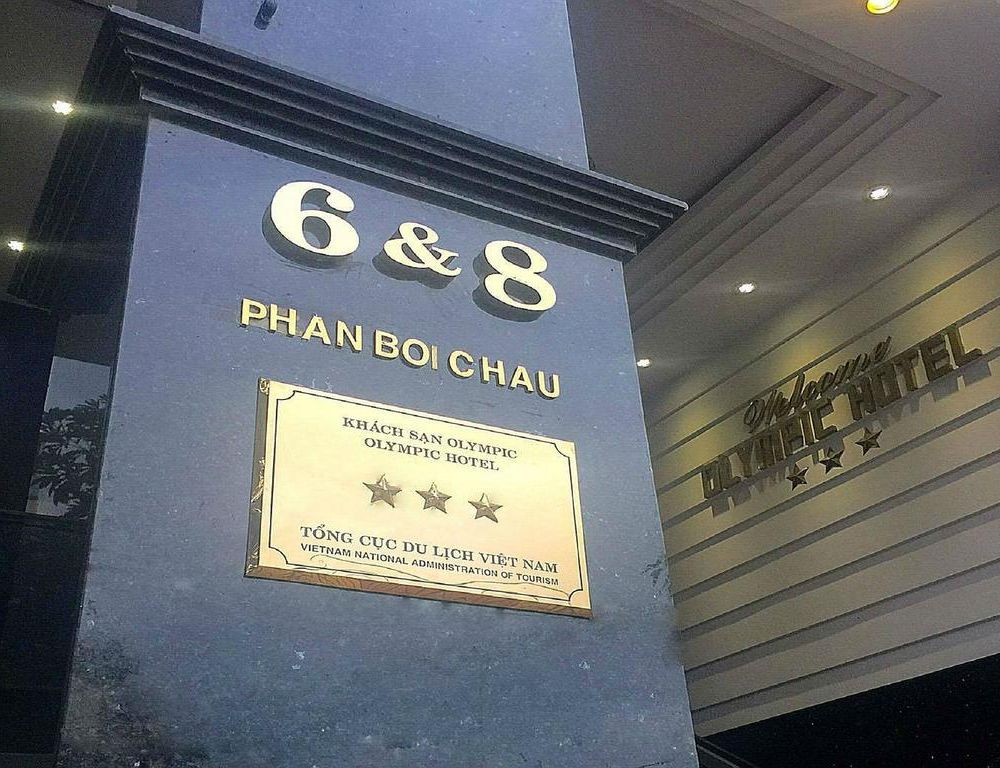 6 & 8
PHAN BOI CHAU
KHÁCH SẠN OLYMPIC
OLYMPIC HOTEL
TỔNG CỤC DU LỊCH VIỆT NAM
VIETNAM NATIONAL ADMINISTRATION OF TOURISM
Welcome
OLYMPIC HOTEL